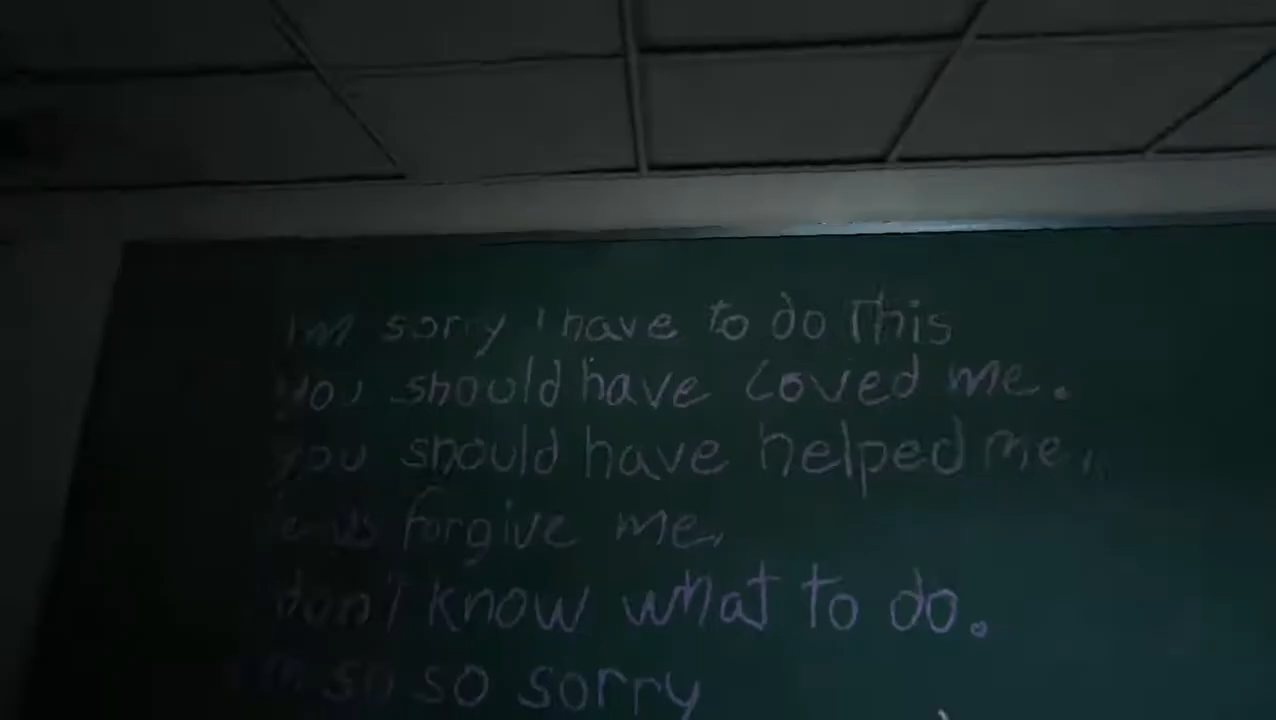 I'm sorry I have to do This
You should have Loved me.
you should have helped me.
forgive me.
don't know what to do.
so so sorry